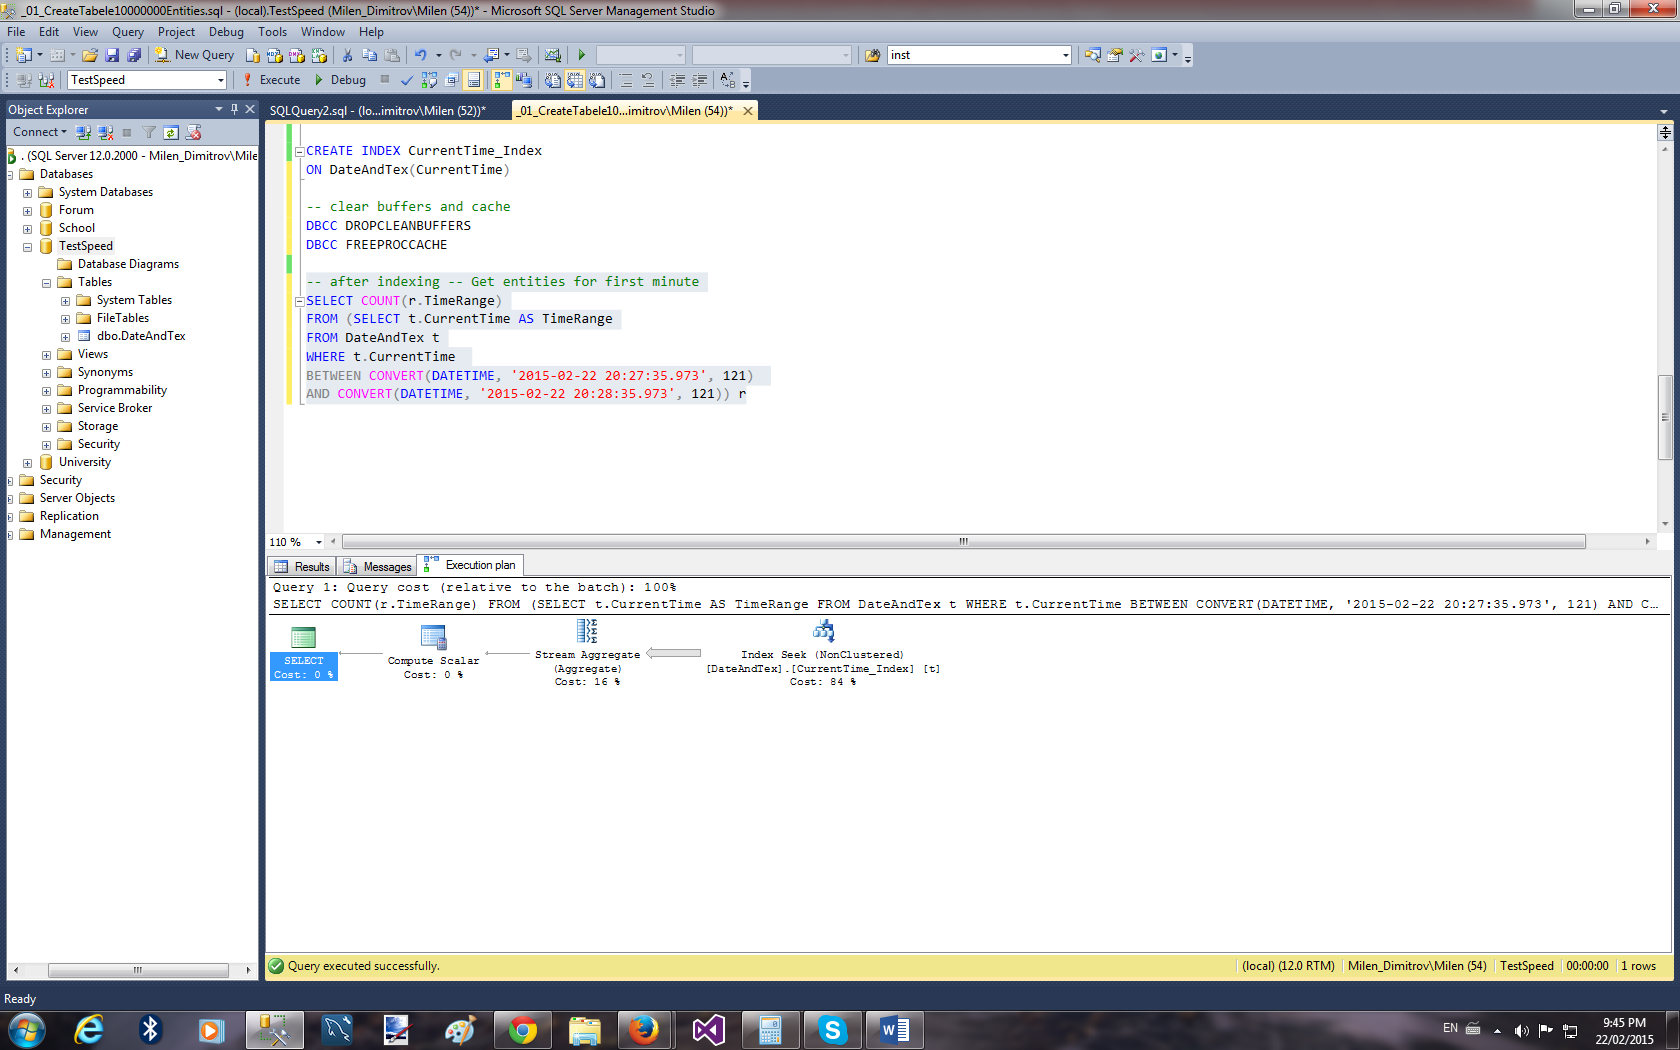 _01_CreateTabele10000000Entities.sql - (local).TestSpeed (Milen_Dimitrov\Milen (54))* - Microsoft SQL Server Management Studio
File Edit View Query Project Debug Tools Window Help
New Query inst
TestSpeed Execute Debug
Object Explorer
Connect
. (SQL Server 12.0.2000 - Milen_Dimitrov\Mile
Databases
System Databases
Forum
School
TestSpeed
Database Diagrams
Tables
System Tables
FileTables
dbo.DateAndTex
Views
Synonyms
Programmability
Service Broker
Storage
Security
University
Security
Server Objects
Replication
Management
SQLQuery2.sql - (lo...imitrov\Milen (52))* _01_CreateTabele10...imitrov\Milen (54))*
CREATE INDEX CurrentTime_Index
ON DateAndTex(CurrentTime)
-- clear buffers and cache
DBCC DROPCLEANBUFFERS
DBCC FREEPROCCACHE
-- after indexing -- Get entities for first minute
SELECT COUNT(r.TimeRange)
FROM (SELECT t.CurrentTime AS TimeRange
FROM DateAndTex t
WHERE t.CurrentTime
BETWEEN CONVERT(DATETIME, '2015-02-22 20:27:35.973', 121)
AND CONVERT(DATETIME, '2015-02-22 20:28:35.973', 121)) r
110 %
Results Messages Execution plan
Query 1: Query cost (relative to the batch): 100%
SELECT COUNT(r.TimeRange) FROM (SELECT t.CurrentTime AS TimeRange FROM DateAndTex t WHERE t.CurrentTime BETWEEN CONVERT(DATETIME, '2015-02-22 20:27:35.973', 121) AND C...
SELECT
Cost: 0 %
Compute Scalar
Cost: 0 %
Stream Aggregate
(Aggregate)
Cost: 16 %
Index Seek (NonClustered)
[DateAndTex].[CurrentTime_Index] [t]
Cost: 84 %
Query executed successfully. (local) (12.0 RTM) Milen_Dimitrov\Milen (54) TestSpeed 00:00:00 1 rows
Ready
EN 9:45 PM
22/02/2015